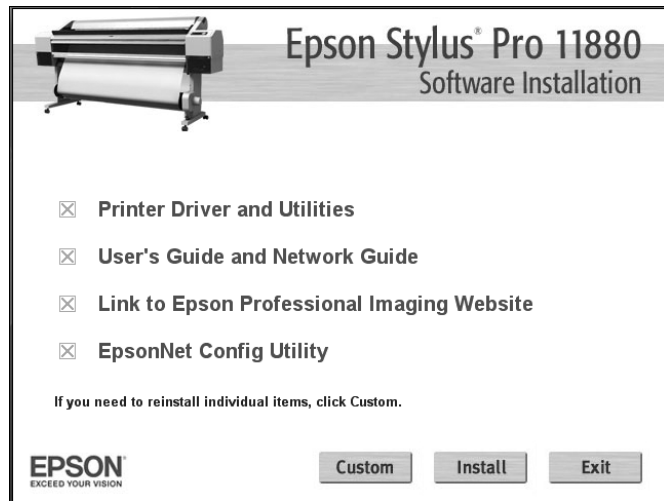 Epson Stylus® Pro 11880
Software Installation
Printer Driver and Utilities
User's Guide and Network Guide
Link to Epson Professional Imaging Website
EpsonNet Config Utility
If you need to reinstall individual items, click Custom.
EPSON®
EXCEED YOUR VISION
Custom Install Exit